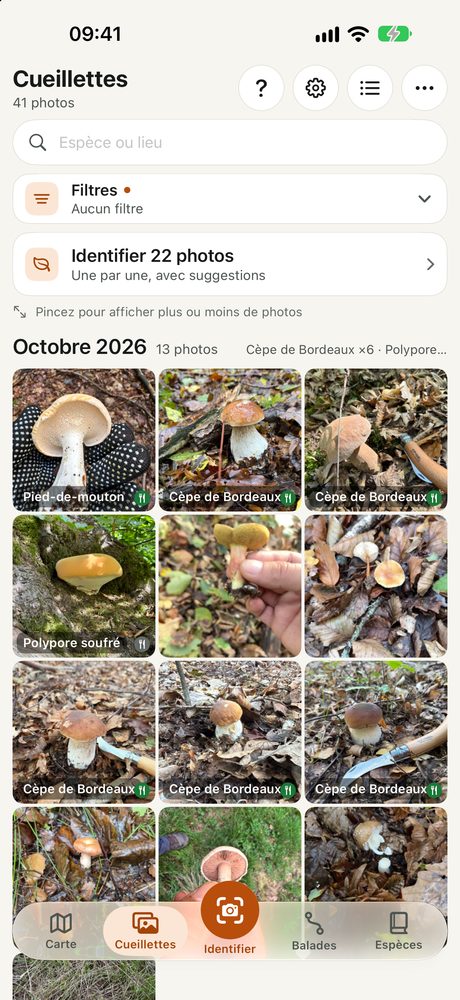 09:41
Cueillettes
41 photos
?
Espèce ou lieu
Filtres
Aucun filtre
Identifier 22 photos
Une par une, avec suggestions
Pincez pour afficher plus ou moins de photos
Octobre 2026 13 photos Cèpe de Bordeaux ×6 · Polypore...
Pied-de-mouton
Cèpe de Bordeaux
Cèpe de Bordeaux
Polypore soufré
Cèpe de Bordeaux
Cèpe de Bordeaux
Cèpe de Bordeaux
Carte
Cueillettes
Identifier
Balades
Espèces